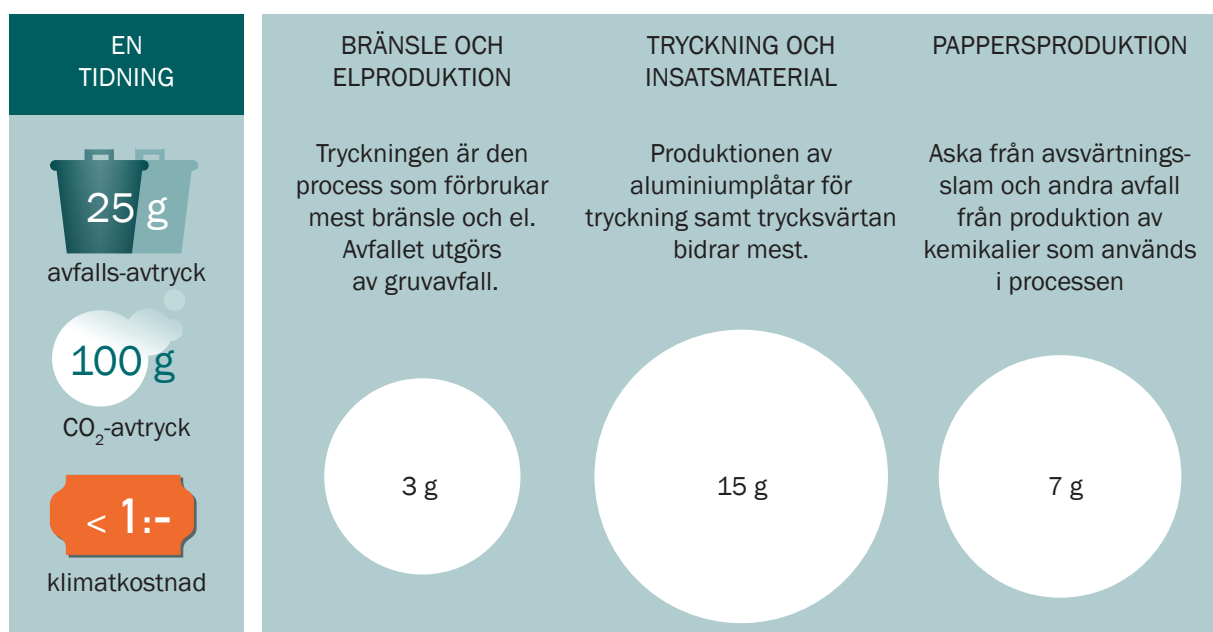 EN
TIDNING
25 g
avfalls-avtryck
100 g
CO₂-avtryck
< 1:-
klimatkostnad
BRÄNSLE OCH
ELPRODUKTION
Tryckningen är den
process som förbrukar
mest bränsle och el.
Avfallet utgörs
av gruvavfall.
3 g
TRYCKNING OCH
INSATSMATERIAL
Produktionen av
aluminiumplåtar för
tryckning samt trycksvärtan
bidrar mest.
15 g
PAPPERSPRODUKTION
Aska från avsvärtnings-
slam och andra avfall
från produktion av
kemikalier som används
i processen
7 g